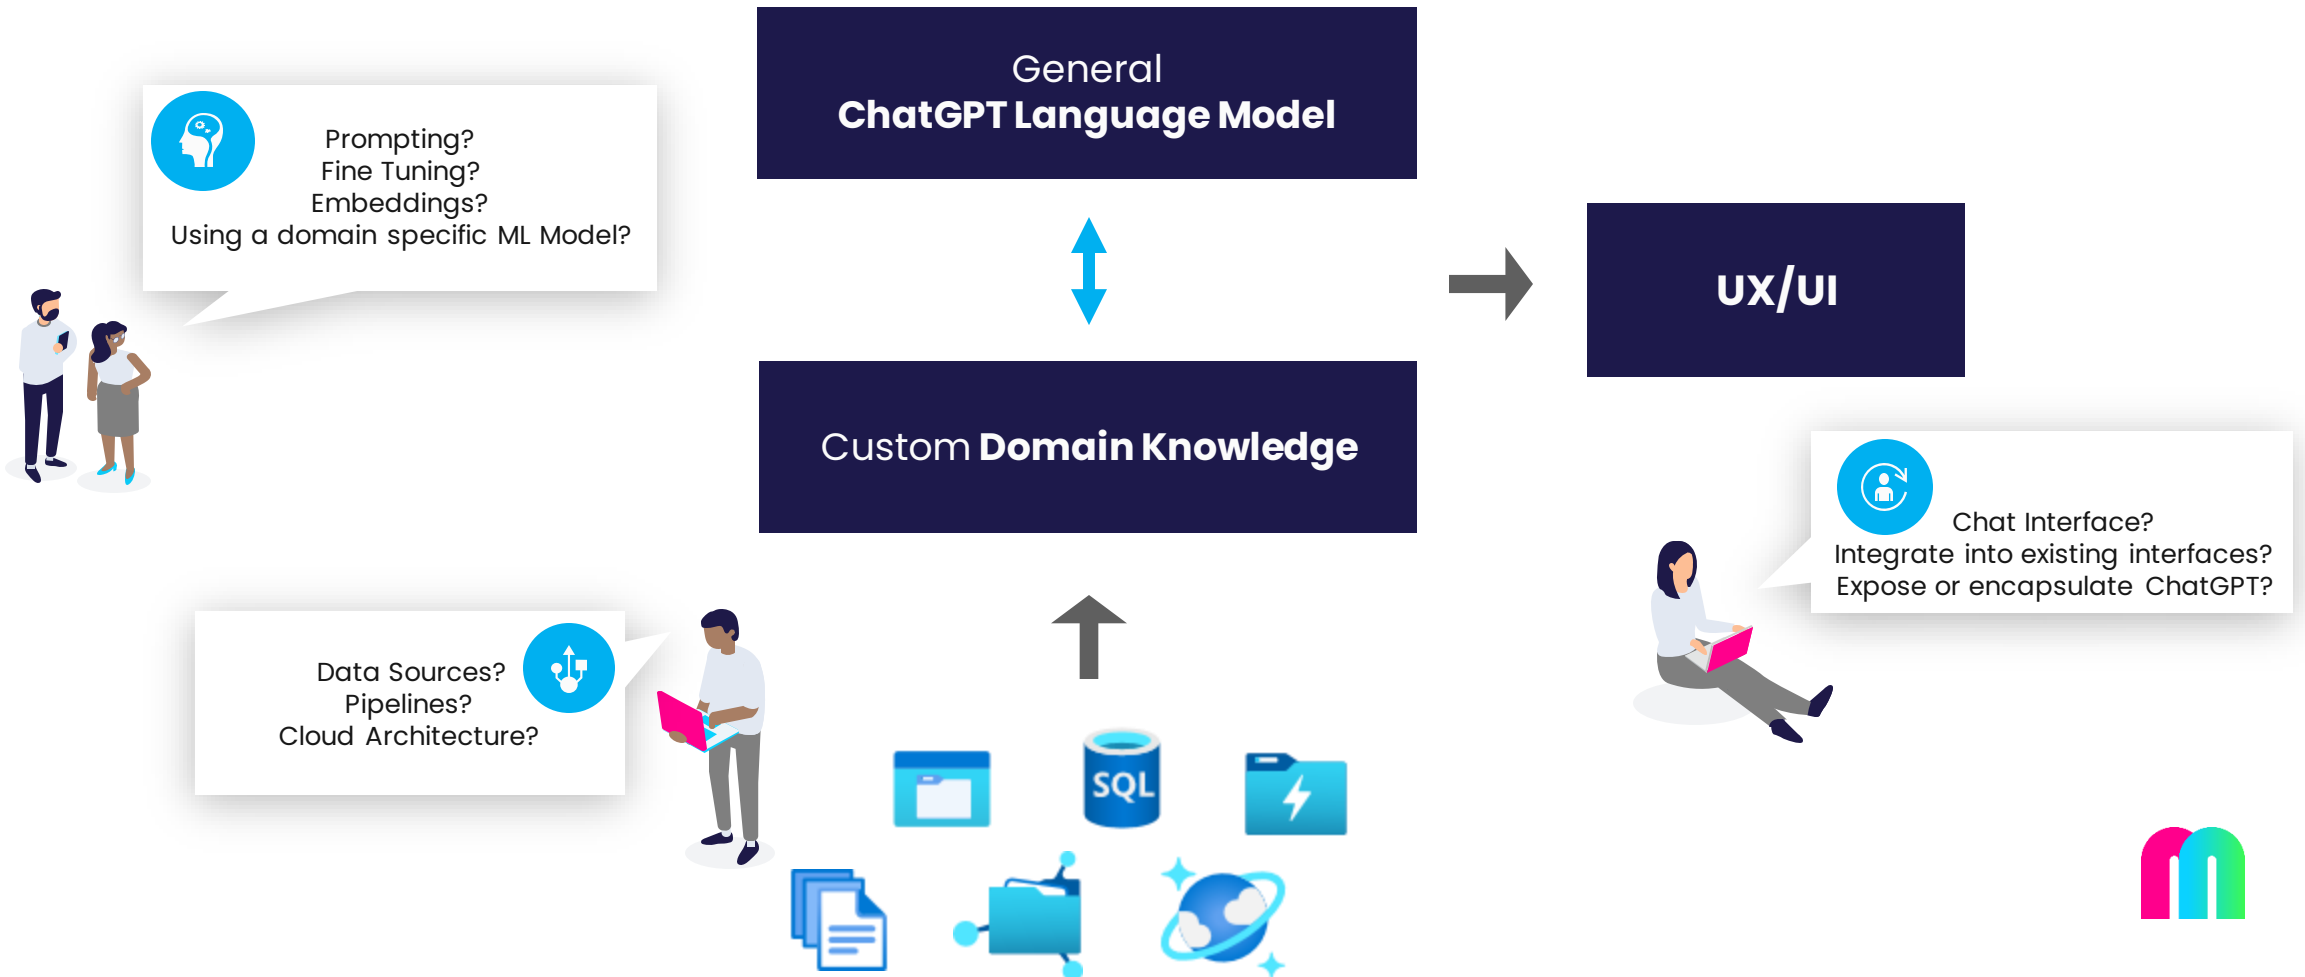 General
ChatGPT Language Model
Prompting?
Fine Tuning?
Embeddings?
Using a domain specific ML Model?
UX/UI
Custom Domain Knowledge
Chat Interface?
Integrate into existing interfaces?
Expose or encapsulate ChatGPT?
Data Sources?
Pipelines?
Cloud Architecture?
SQL